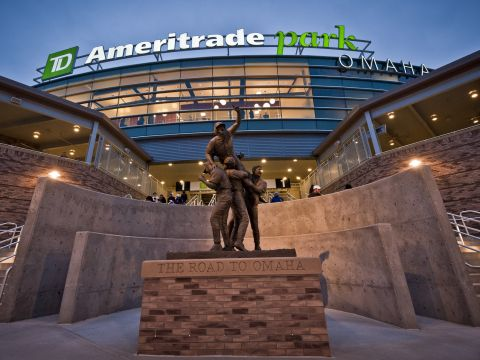 TD Ameritrade park
OMAHA
THE ROAD TO OMAHA